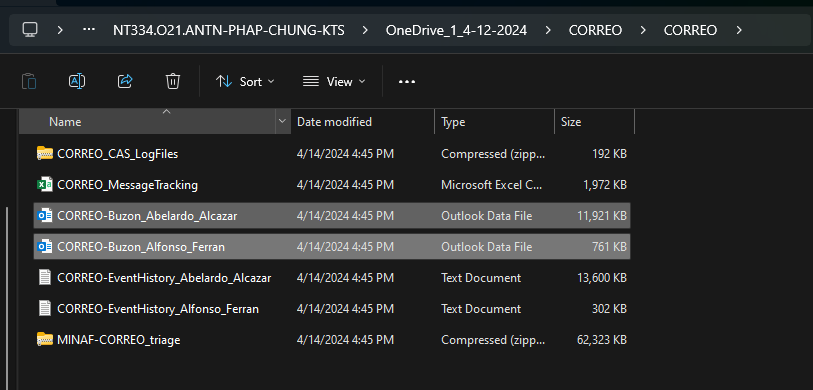 ··· NT334.O21.ANTN-PHAP-CHUNG-KTS > OneDrive_1_4-12-2024 > CORREO > CORREO >
Sort View ···
Name Date modified Type Size
CORREO_CAS_LogFiles 4/14/2024 4:45 PM Compressed (zipp... 192 KB
CORREO_MessageTracking 4/14/2024 4:45 PM Microsoft Excel C... 1,972 KB
CORREO-Buzon_Abelardo_Alcazar 4/14/2024 4:45 PM Outlook Data File 11,921 KB
CORREO-Buzon_Alfonso_Ferran 4/14/2024 4:45 PM Outlook Data File 761 KB
CORREO-EventHistory_Abelardo_Alcazar 4/14/2024 4:45 PM Text Document 13,600 KB
CORREO-EventHistory_Alfonso_Ferran 4/14/2024 4:45 PM Text Document 302 KB
MINAF-CORREO_triage 4/14/2024 4:45 PM Compressed (zipp... 62,323 KB